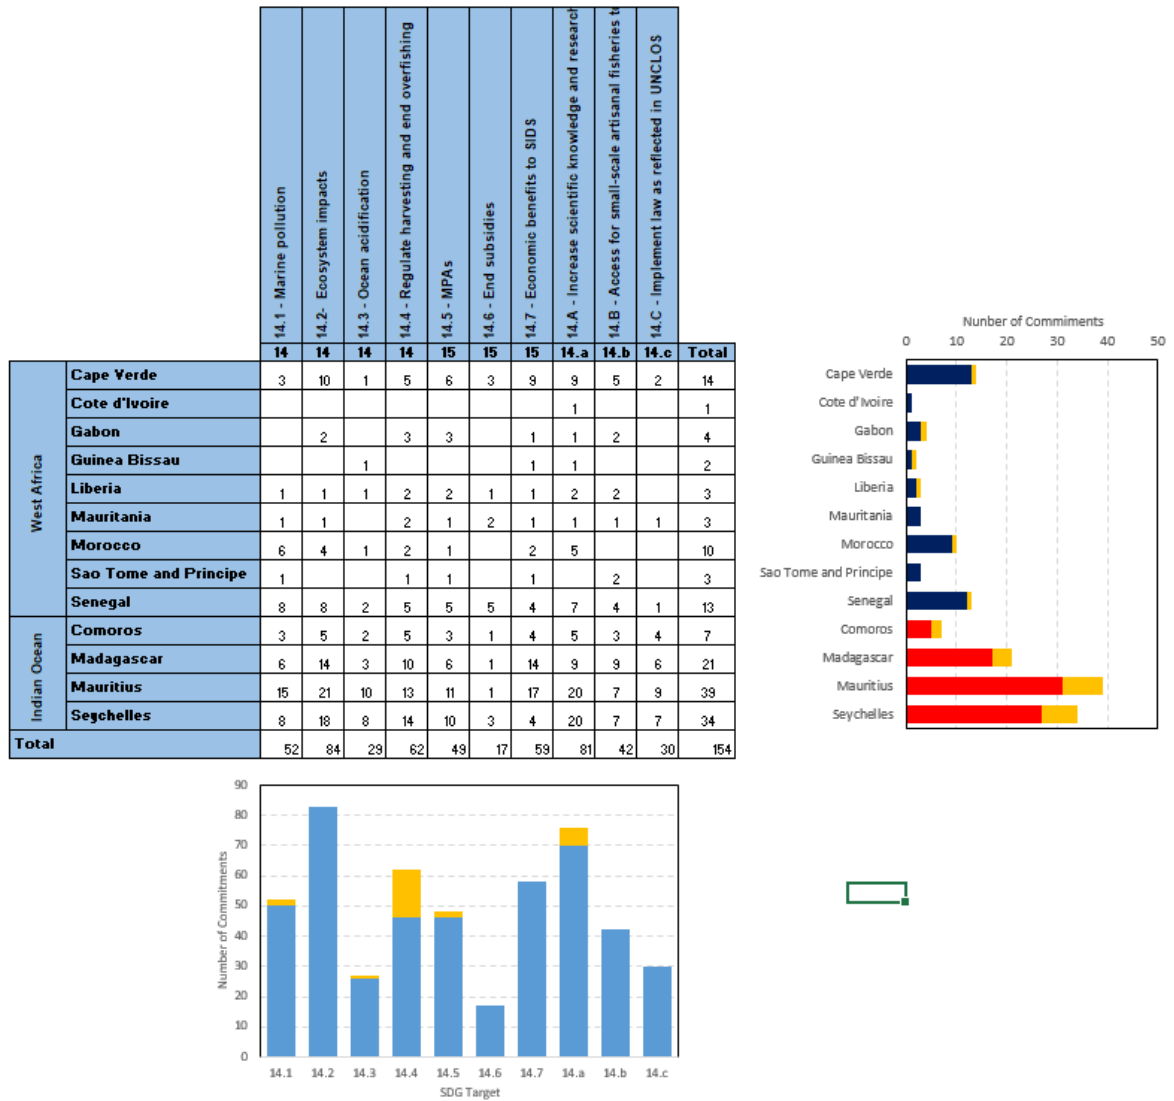 14.1 - Marine pollution
14.2- Ecosystem impacts
14.3 - Ocean acidification
14.4 - Regulate harvesting and end overfishing
14.5 - MPAs
14.6 - End subsidies
14.7 - Economic benefits to SIDS
14.A - Increase scientific knowledge and research
14.B - Access for small-scale artisanal fisheries t
14.C - Implement law as reflected in UNCLOS
14 14 14 14 15 15 15 14.a 14.b 14.c Total
West Africa
Cape Verde 3 10 1 5 6 3 9 9 5 2 14
Cote d'Ivoire 1 1
Gabon 2 3 3 1 1 2 4
Guinea Bissau 1 1 1 2
Liberia 1 1 1 2 2 1 1 2 2 3
Mauritania 1 1 2 1 2 1 1 1 1 3
Morocco 6 4 1 2 1 2 5 10
Sao Tome and Principe 1 1 1 1 2 3
Senegal 8 8 2 5 5 5 4 7 4 1 13
Indian Ocean
Comoros 3 5 2 5 3 1 4 5 3 4 7
Madagascar 6 14 3 10 6 1 14 9 9 6 21
Mauritius 15 21 10 13 11 1 17 20 7 9 39
Seychelles 8 18 8 14 10 3 4 20 7 7 34
Total 52 84 29 62 49 17 59 81 42 30 154
Nunber of Commiments
0 10 20 30 40 50
Cape Verde
Cote d'Ivoire
Gabon
Guinea Bissau
Liberia
Mauritania
Morocco
Sao Tome and Principe
Senegal
Comoros
Madagascar
Mauritius
Seychelles
Number of Commitments
90
80
70
60
50
40
30
20
10
0
14.1 14.2 14.3 14.4 14.5 14.6 14.7 14.a 14.b 14.c
SDG Target